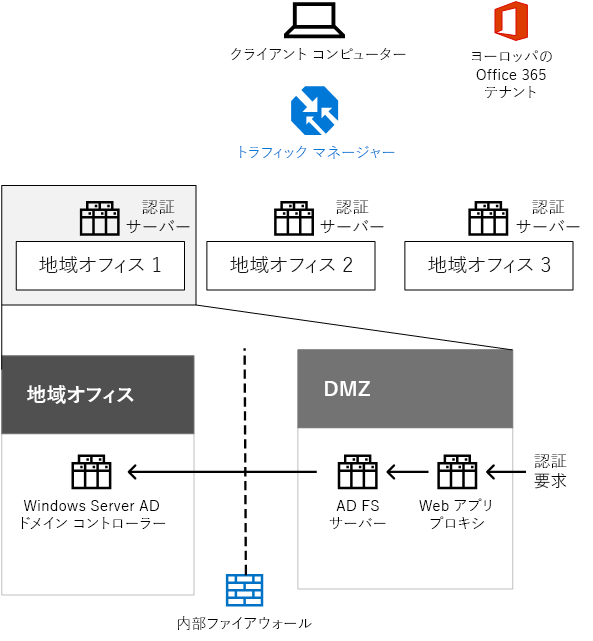 クライアント コンピューター
ヨーロッパの
Office 365
テナント
トラフィック マネージャー
認証
サーバー
地域オフィス 1
認証
サーバー
地域オフィス 2
認証
サーバー
地域オフィス 3
地域オフィス
DMZ
Windows Server AD
ドメイン コントローラー
AD FS
サーバー
Web アプリ
プロキシ
認証
要求
内部ファイアウォール